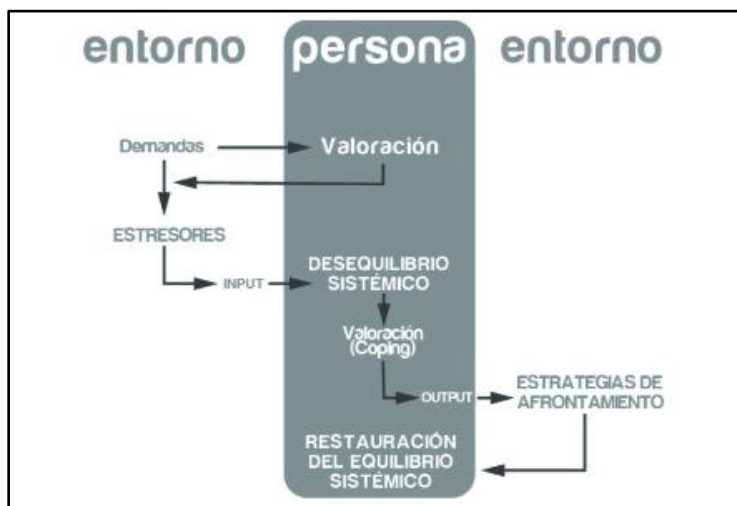 entorno persona entorno
Demandas Valoración
ESTRESORES
INPUT
DESEQUILIBRIO
SISTÉMICO
Valoración
(Coping)
OUTPUT
ESTRATEGIAS DE
AFRONTAMIENTO
RESTAURACIÓN
DEL EQUILIBRIO
SISTÉMICO